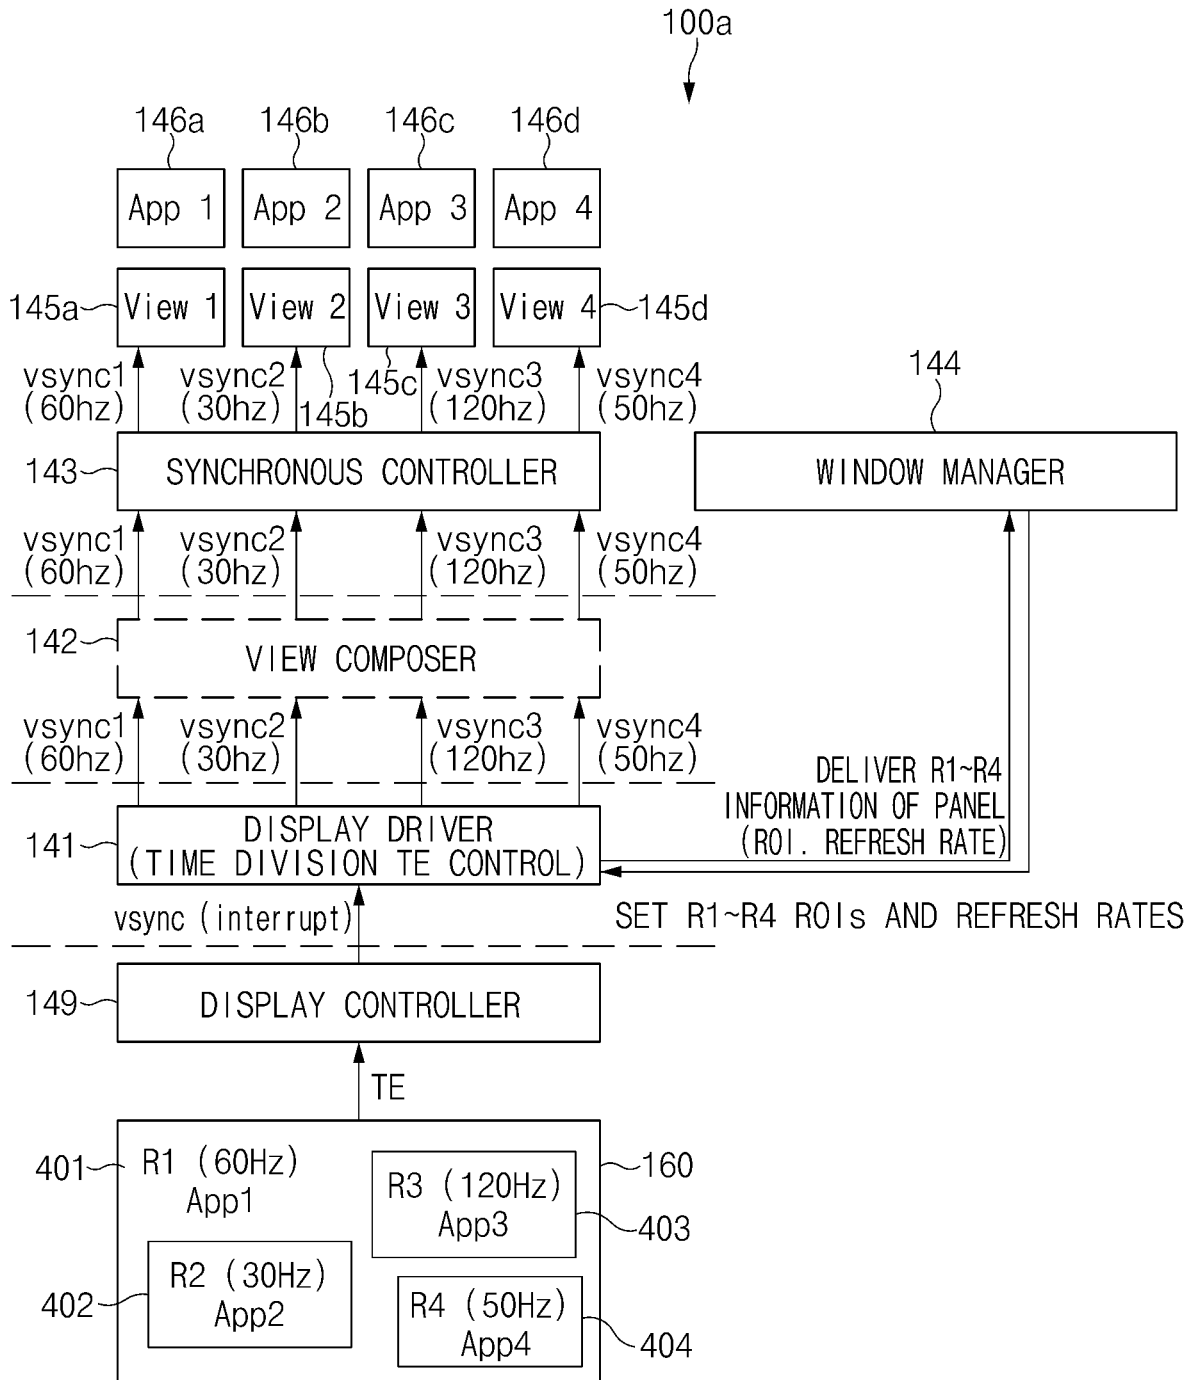 100a
146a 146b 146c 146d
App 1 App 2 App 3 App 4
145a View 1 View 2 View 3 View 4 145d
145b 145c
vsync1 (60hz)
vsync2 (30hz)
vsync3 (120hz)
vsync4 (50hz)
144
143 SYNCHRONOUS CONTROLLER
WINDOW MANAGER
vsync1 (60hz)
vsync2 (30hz)
vsync3 (120hz)
vsync4 (50hz)
142 VIEW COMPOSER
vsync1 (60hz)
vsync2 (30hz)
vsync3 (120hz)
vsync4 (50hz)
DELIVER R1~R4
INFORMATION OF PANEL
(ROI. REFRESH RATE)
141 DISPLAY DRIVER
(TIME DIVISION TE CONTROL)
vsync (interrupt)
SET R1~R4 ROIs AND REFRESH RATES
149 DISPLAY CONTROLLER
TE
401 R1 (60Hz)
App1
160
R3 (120Hz)
App3
403
402 R2 (30Hz)
App2
R4 (50Hz)
App4
404